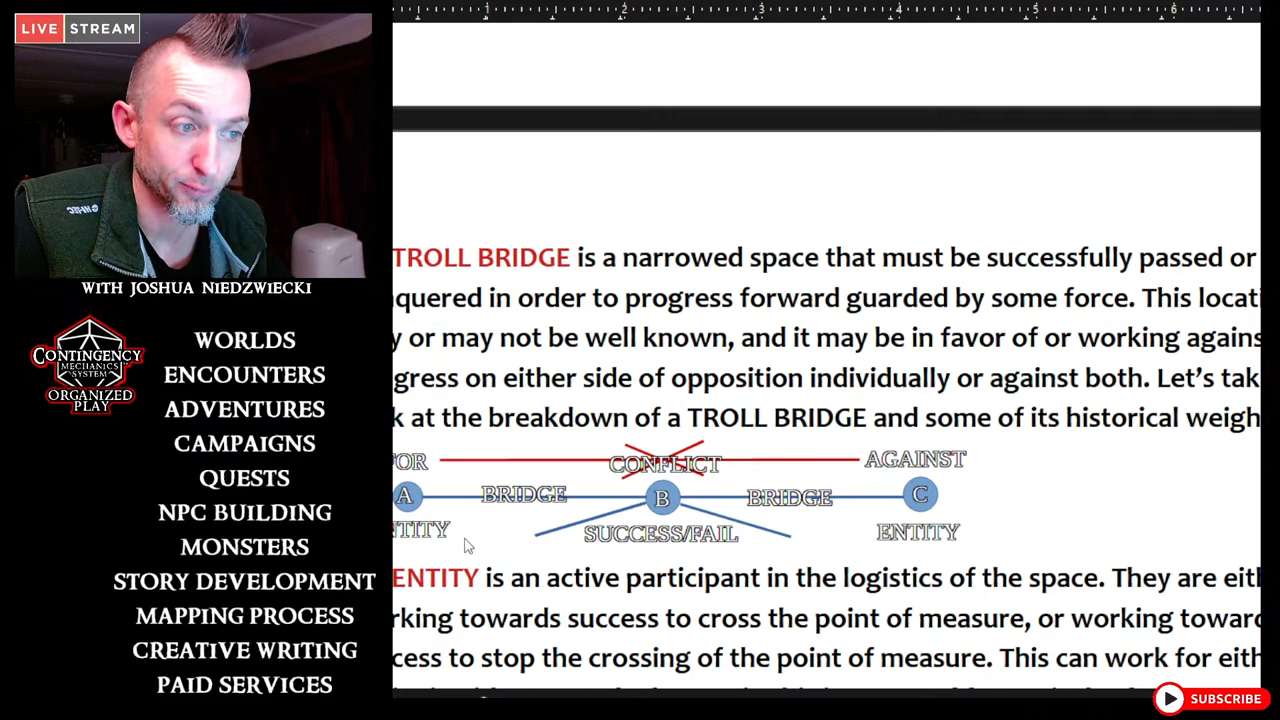 LIVE STREAM
WITH JOSHUA NIEDZWIECKI
CONTINGENCY
MECHANICS
SYSTEM
ORGANIZED
PLAY
WORLDS
ENCOUNTERS
ADVENTURES
CAMPAIGNS
QUESTS
NPC BUILDING
MONSTERS
STORY DEVELOPMENT
MAPPING PROCESS
CREATIVE WRITING
PAID SERVICES
1 2 3 4 5 6
TROLL BRIDGE is a narrowed space that must be successfully passed or
quered in order to progress forward guarded by some force. This locati
y or may not be well known, and it may be in favor of or working agains
gress on either side of opposition individually or against both. Let’s tak
k at the breakdown of a TROLL BRIDGE and some of its historical weigh
FOR CONFLICT AGAINST
A BRIDGE B BRIDGE C
NTITY SUCCESS/FAIL ENTITY
ENTITY is an active participant in the logistics of the space. They are eith
rking towards success to cross the point of measure, or working toward
cess to stop the crossing of the point of measure. This can work for eith
SUBSCRIBE